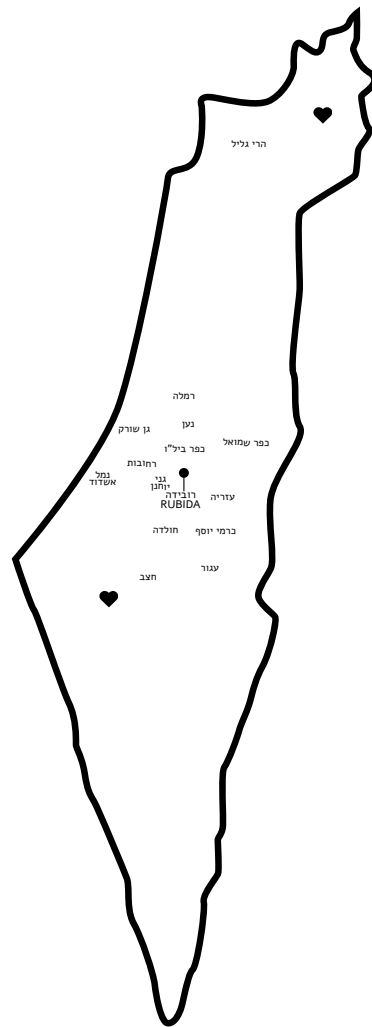 הרי גליל
רמלה
נען
גן שורק
כפר שמואל
כפר ביל"ו
רחובות
נמל
אשדוד
גני
יוחנן
רובידה
RUBIDA
עזריה
חולדה
כרמי יוסף
עגור
חצב